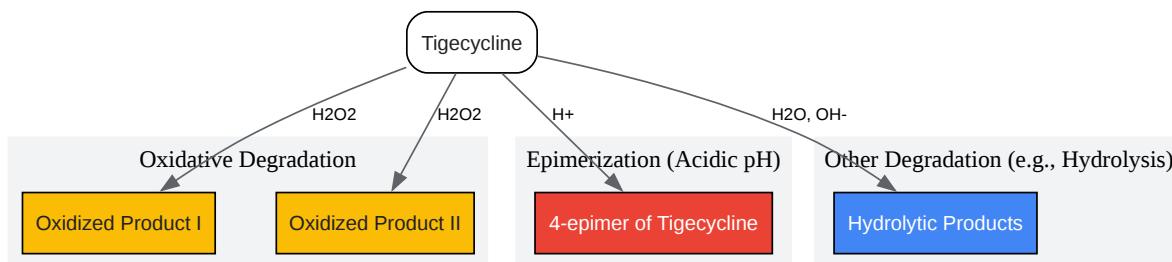 Tigecycline
H2O2
H2O2
H+
H2O, OH-
Oxidative Degradation
Epimerization (Acidic pH)
Other Degradation (e.g., Hydrolysis)
Oxidized Product I
Oxidized Product II
4-epimer of Tigecycline
Hydrolytic Products